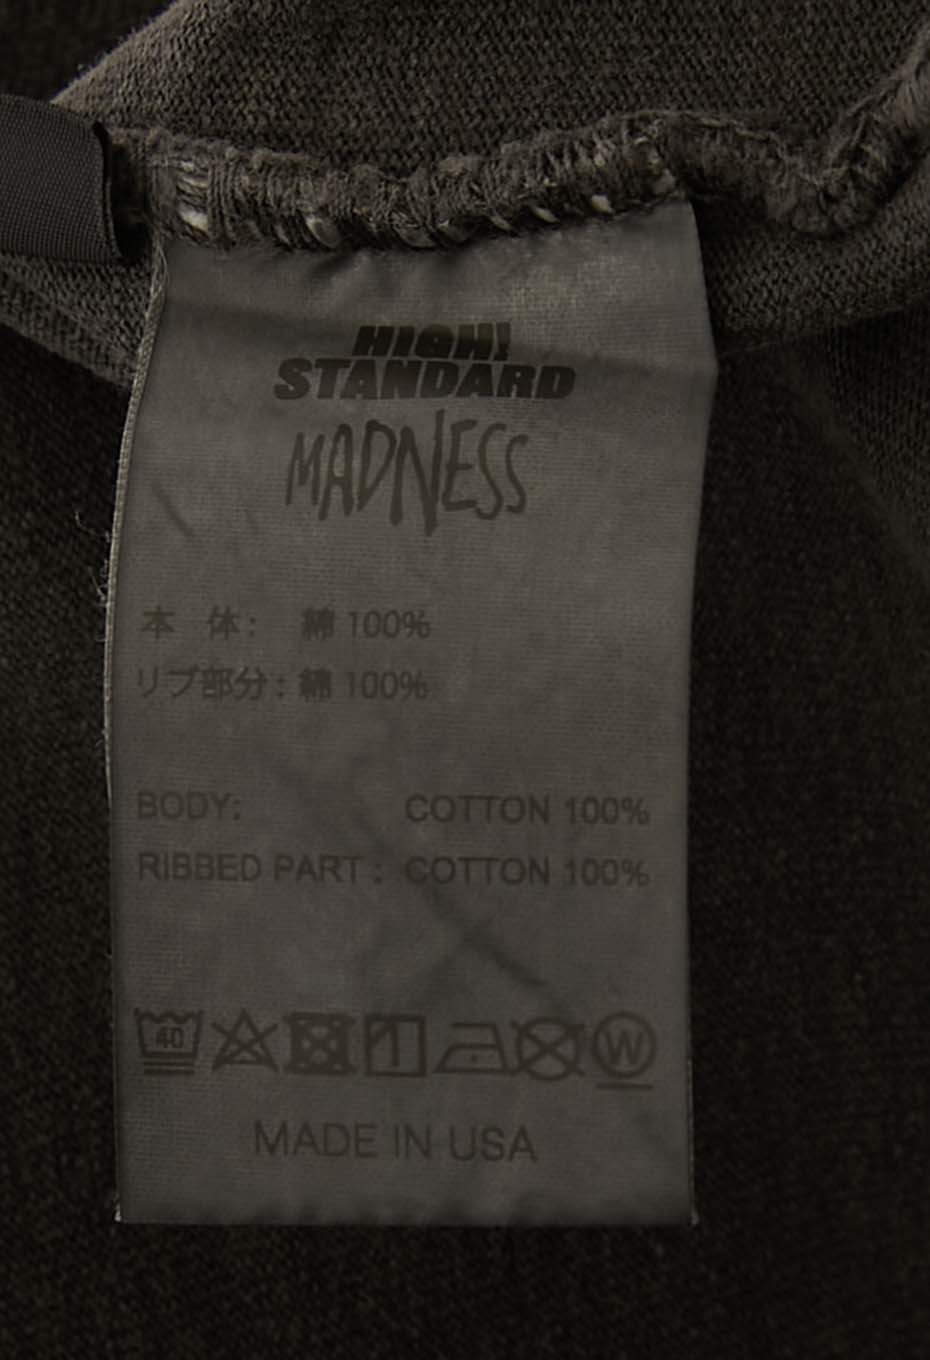 HIGH!
STANDARD
MADNESS
本 体: 綿 100%
リブ部分: 綿 100%
BODY: COTTON 100%
RIBBED PART : COTTON 100%
40
W
MADE IN USA